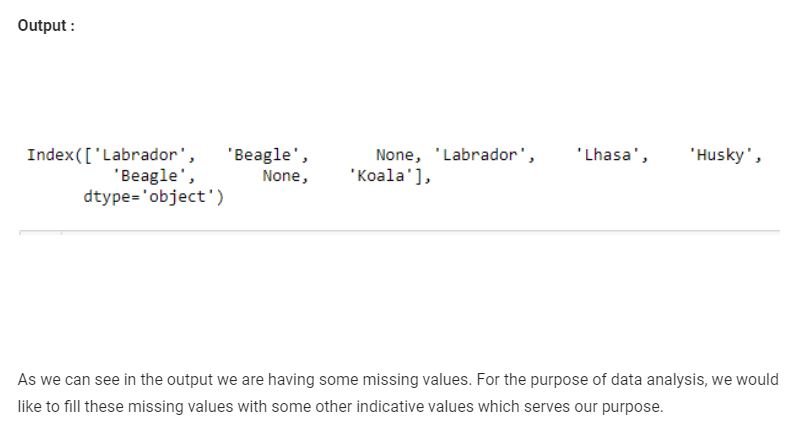 Output :
Index(['Labrador', 'Beagle', None, 'Labrador', 'Lhasa', 'Husky',
'Beagle', None, 'Koala'],
dtype='object')
As we can see in the output we are having some missing values. For the purpose of data analysis, we would
like to fill these missing values with some other indicative values which serves our purpose.